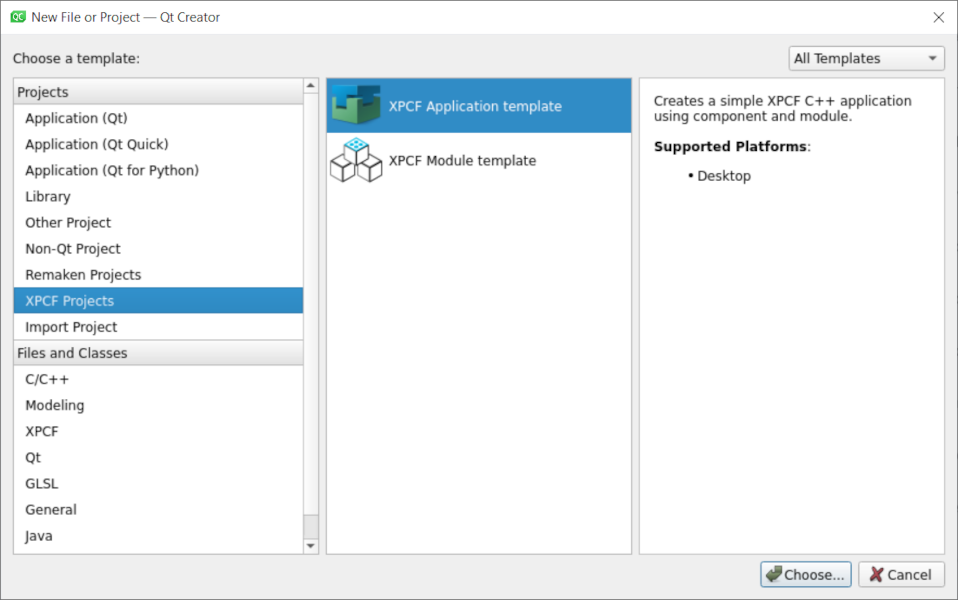 QC New File or Project — Qt Creator
Choose a template:
All Templates
Projects
Application (Qt)
Application (Qt Quick)
Application (Qt for Python)
Library
Other Project
Non-Qt Project
Remaken Projects
XPCF Projects
Import Project
Files and Classes
C/C++
Modeling
XPCF
Qt
GLSL
General
Java
XPCF Application template
XPCF Module template
Creates a simple XPCF C++ application
using component and module.
Supported Platforms:
• Desktop
Choose...
Cancel